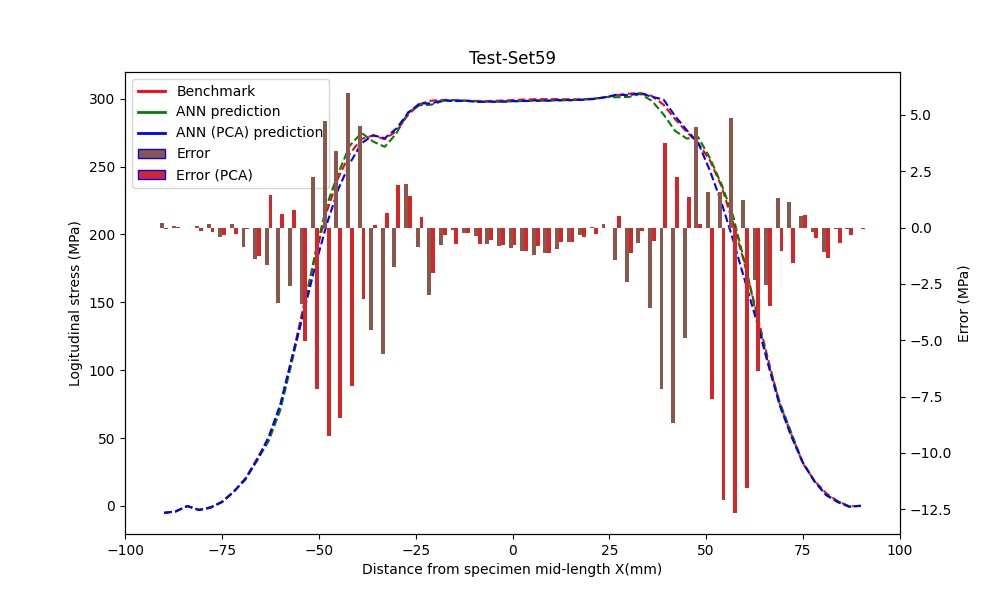 Test-Set59
Benchmark
ANN prediction
ANN (PCA) prediction
Error
Error (PCA)
300
250
200
150
100
50
0
Logitudinal stress (MPa)
5.0
2.5
0.0
−2.5
−5.0
−7.5
−10.0
−12.5
Error (MPa)
−100 −75 −50 −25 0 25 50 75 100
Distance from specimen mid-length X(mm)